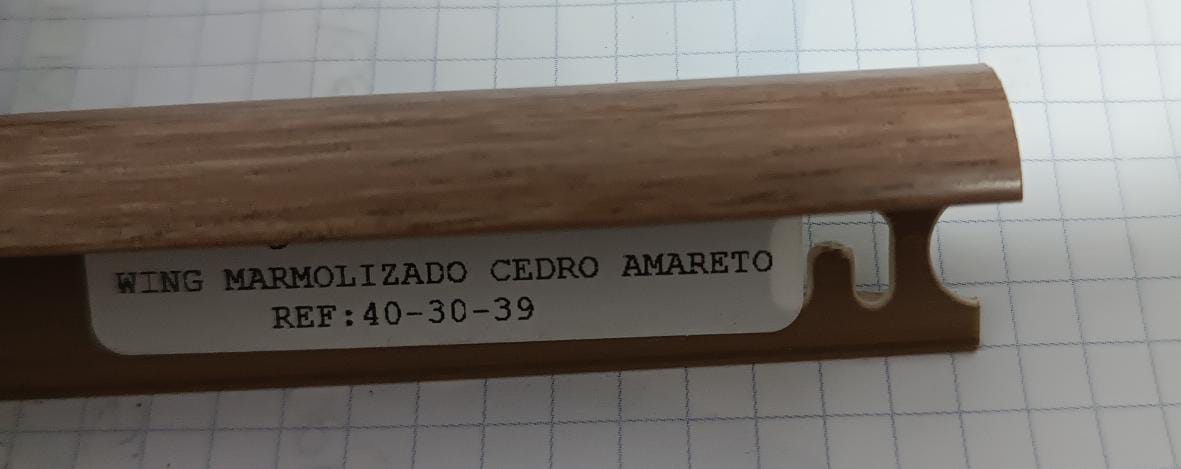 WING MARMOLIZADO CEDRO AMARETO
REF:40-30-39